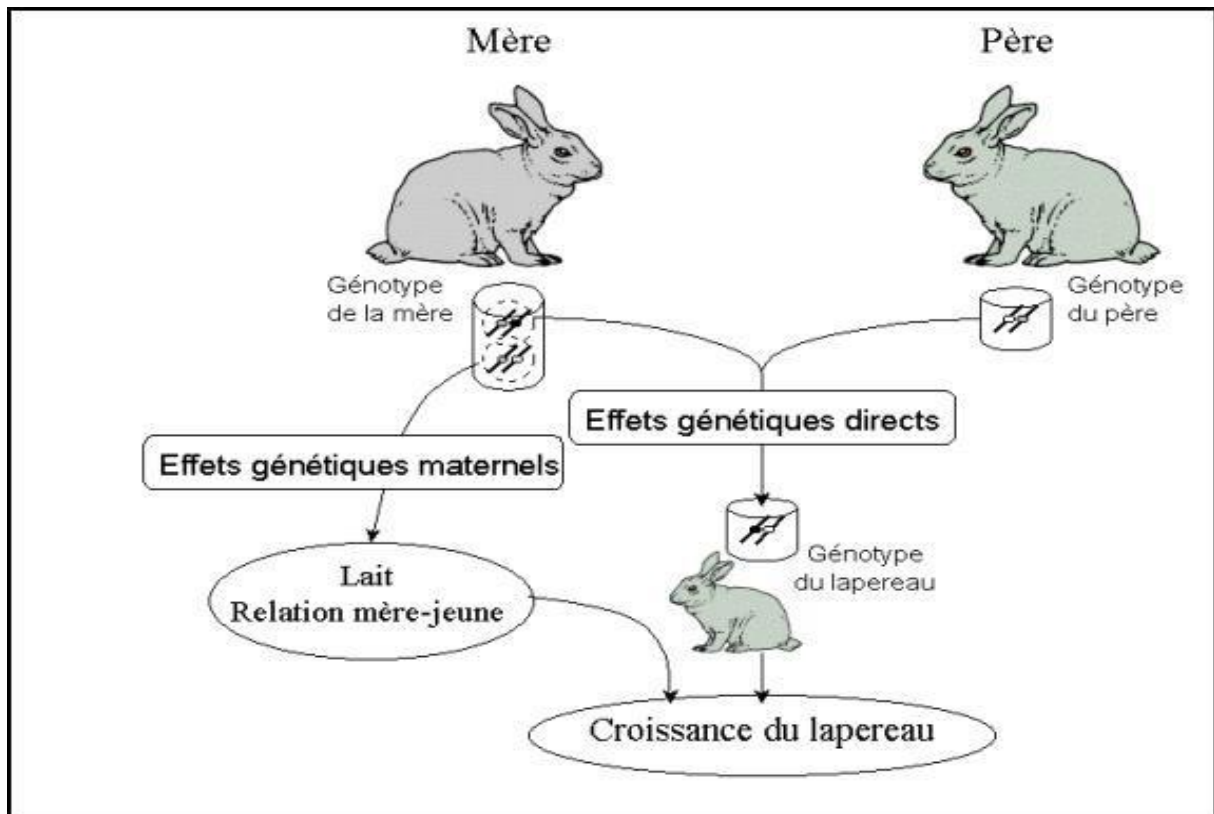 Mère
Père
Génotype
de la mère
Génotype
du père
Effets génétiques directs
Effets génétiques maternels
Génotype
du lapereau
Lait
Relation mère-jeune
Croissance du lapereau